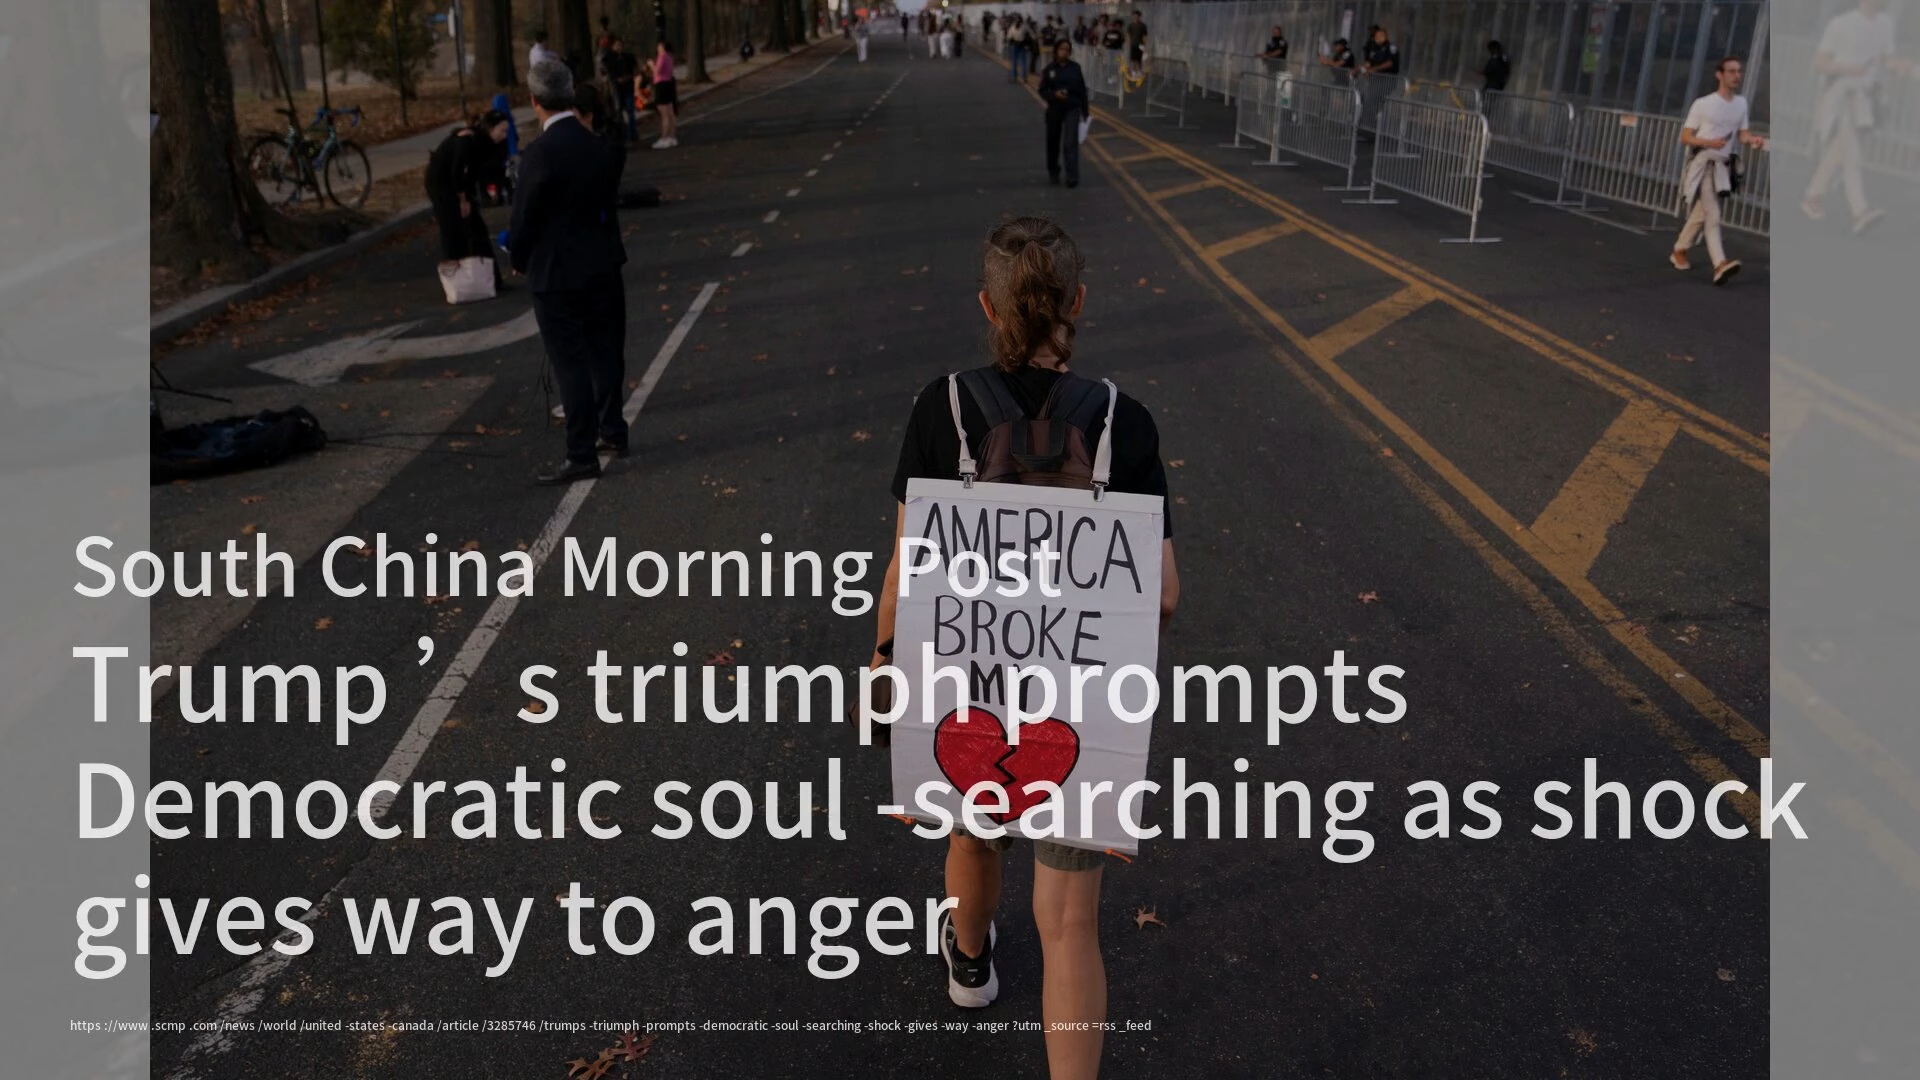 AMERICA
BROKE
MY
South China Morning Post
Trump’s triumph prompts
Democratic soul -searching as shock
gives way to anger
https ://www .scmp .com /news /world /united -states -canada /article /3285746 /trumps -triumph -prompts -democratic -soul -searching -shock -gives -way -anger ?utm _source =rss _feed